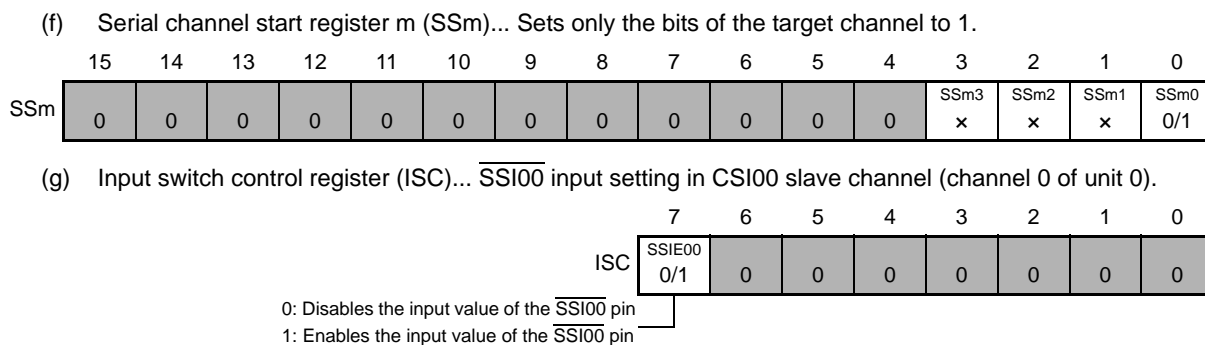 (f) Serial channel start register m (SSm)... Sets only the bits of the target channel to 1.
15 14 13 12 11 10 9 8 7 6 5 4 3 2 1 0
SSm 0 0 0 0 0 0 0 0 0 0 0 0 SSm3 × SSm2 × SSm1 × SSm0 0/1
(g) Input switch control register (ISC)... SSI00 input setting in CSI00 slave channel (channel 0 of unit 0).
7 6 5 4 3 2 1 0
ISC SSIE00 0/1 0 0 0 0 0 0 0
0: Disables the input value of the SSI00 pin
1: Enables the input value of the SSI00 pin